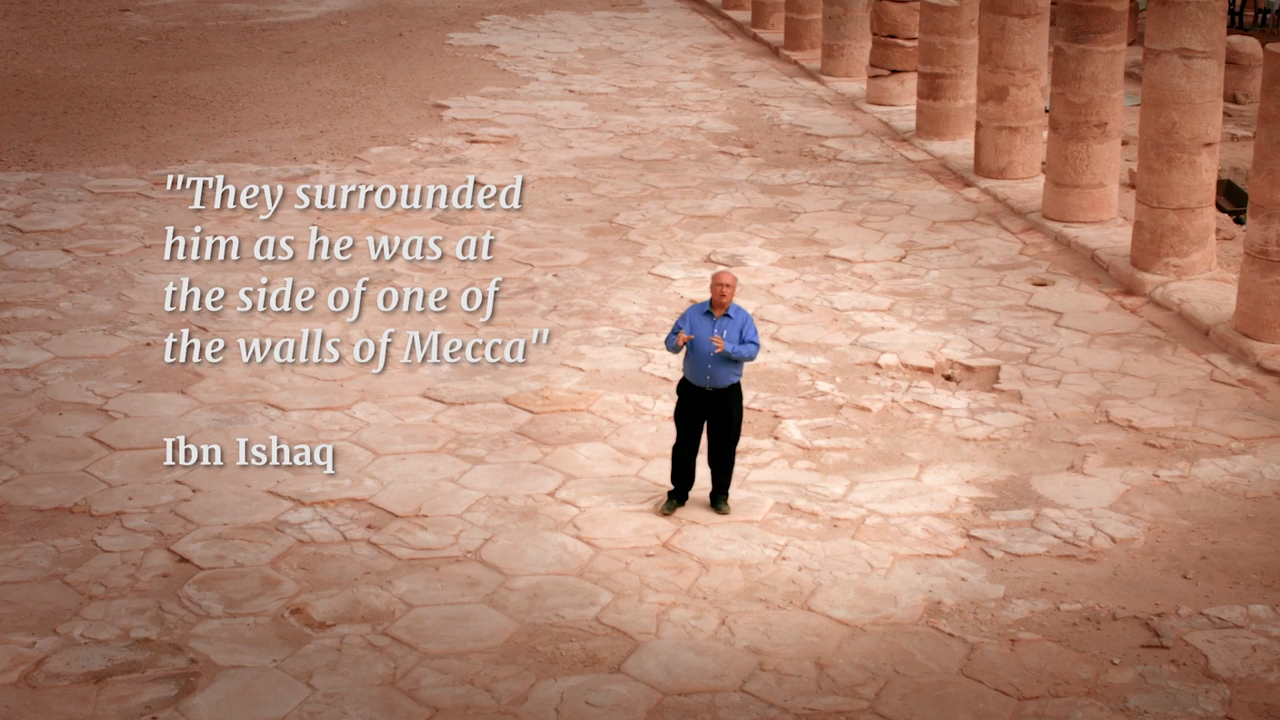 "They surrounded
him as he was at
the side of one of
the walls of Mecca"
Ibn Ishaq